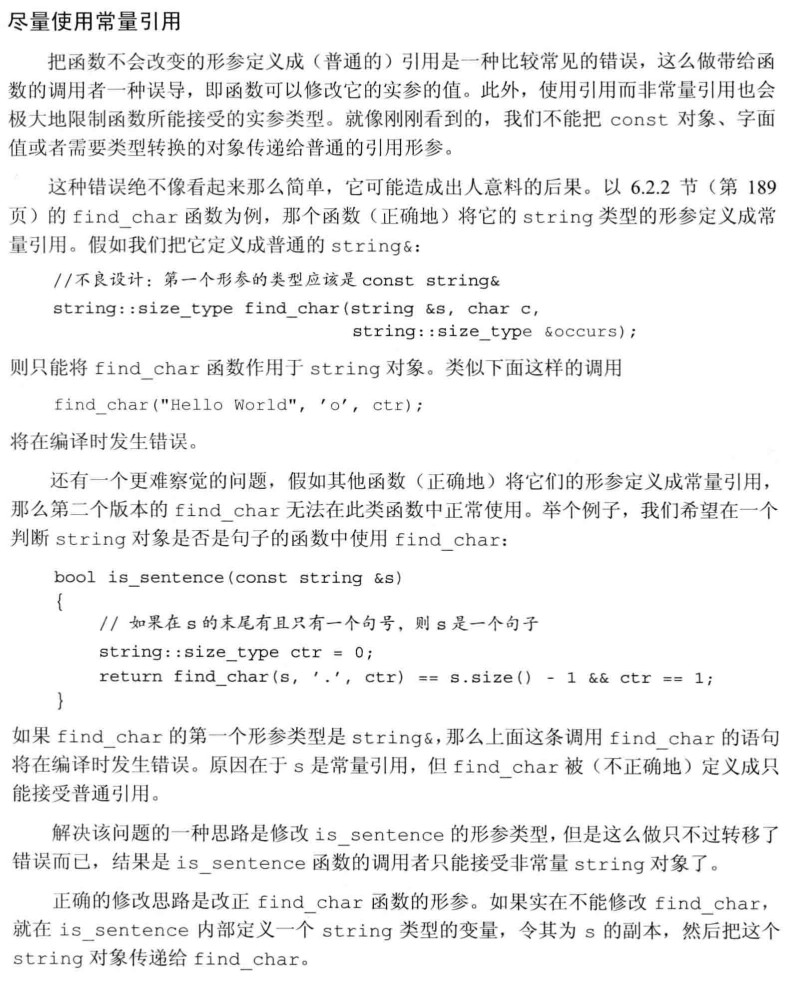 尽量使用常量引用
把函数不会改变的形参定义成（普通的）引用是一种比较常见的错误，这么做带给函
数的调用者一种误导，即函数可以修改它的实参的值。此外，使用引用而非常量引用也会
极大地限制函数所能接受的实参类型。就像刚刚看到的，我们不能把 const 对象、字面
值或者需要类型转换的对象传递给普通的引用形参。
这种错误绝不像看起来那么简单，它可能造成出人意料的后果。以 6.2.2 节（第 189
页）的 find_char 函数为例，那个函数（正确地）将它的 string 类型的形参定义成常
量引用。假如我们把它定义成普通的 string&：
//不良设计：第一个形参的类型应该是 const string&
string::size_type find_char(string &s, char c,
string::size_type &occurs);
则只能将 find_char 函数作用于 string 对象。类似下面这样的调用
find_char("Hello World", 'o', ctr);
将在编译时发生错误。
还有一个更难察觉的问题，假如其他函数（正确地）将它们的形参定义成常量引用，
那么第二个版本的 find_char 无法在此类函数中正常使用。举个例子，我们希望在一个
判断 string 对象是否是句子的函数中使用 find_char：
bool is_sentence(const string &s)
{
// 如果在 s 的末尾有且只有一个句号，则 s 是一个句子
string::size_type ctr = 0;
return find_char(s, '.', ctr) == s.size() - 1 && ctr == 1;
}
如果 find_char 的第一个形参类型是 string&，那么上面这条调用 find_char 的语句
将在编译时发生错误。原因在于 s 是常量引用，但 find_char 被（不正确地）定义成只
能接受普通引用。
解决该问题的一种思路是修改 is_sentence 的形参类型，但是这么做只不过转移了
错误而已，结果是 is_sentence 函数的调用者只能接受非常量 string 对象了。
正确的修改思路是改正 find_char 函数的形参。如果实在不能修改 find_char，
就在 is_sentence 内部定义一个 string 类型的变量，令其为 s 的副本，然后把这个
string 对象传递给 find_char。